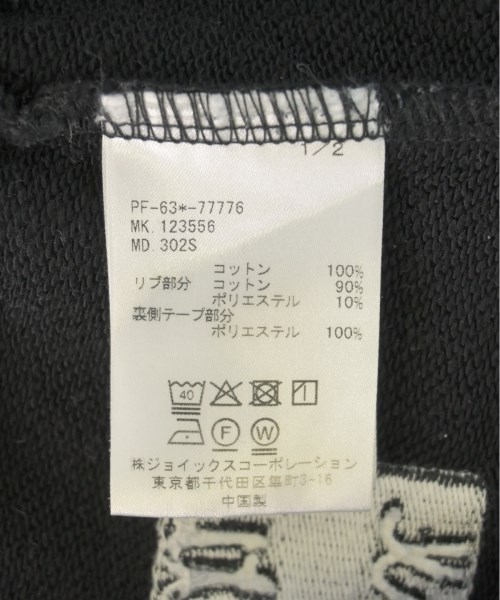 1/2
PF-63*-77776
MK. 123556
MD. 302S
コットン 100%
リブ部分 コットン 90%
ポリエステル 10%
裏側テープ部分
ポリエステル 100%
40
F W
株ジョイックスコーポレーション
東京都千代田区隼町3-16
中国製